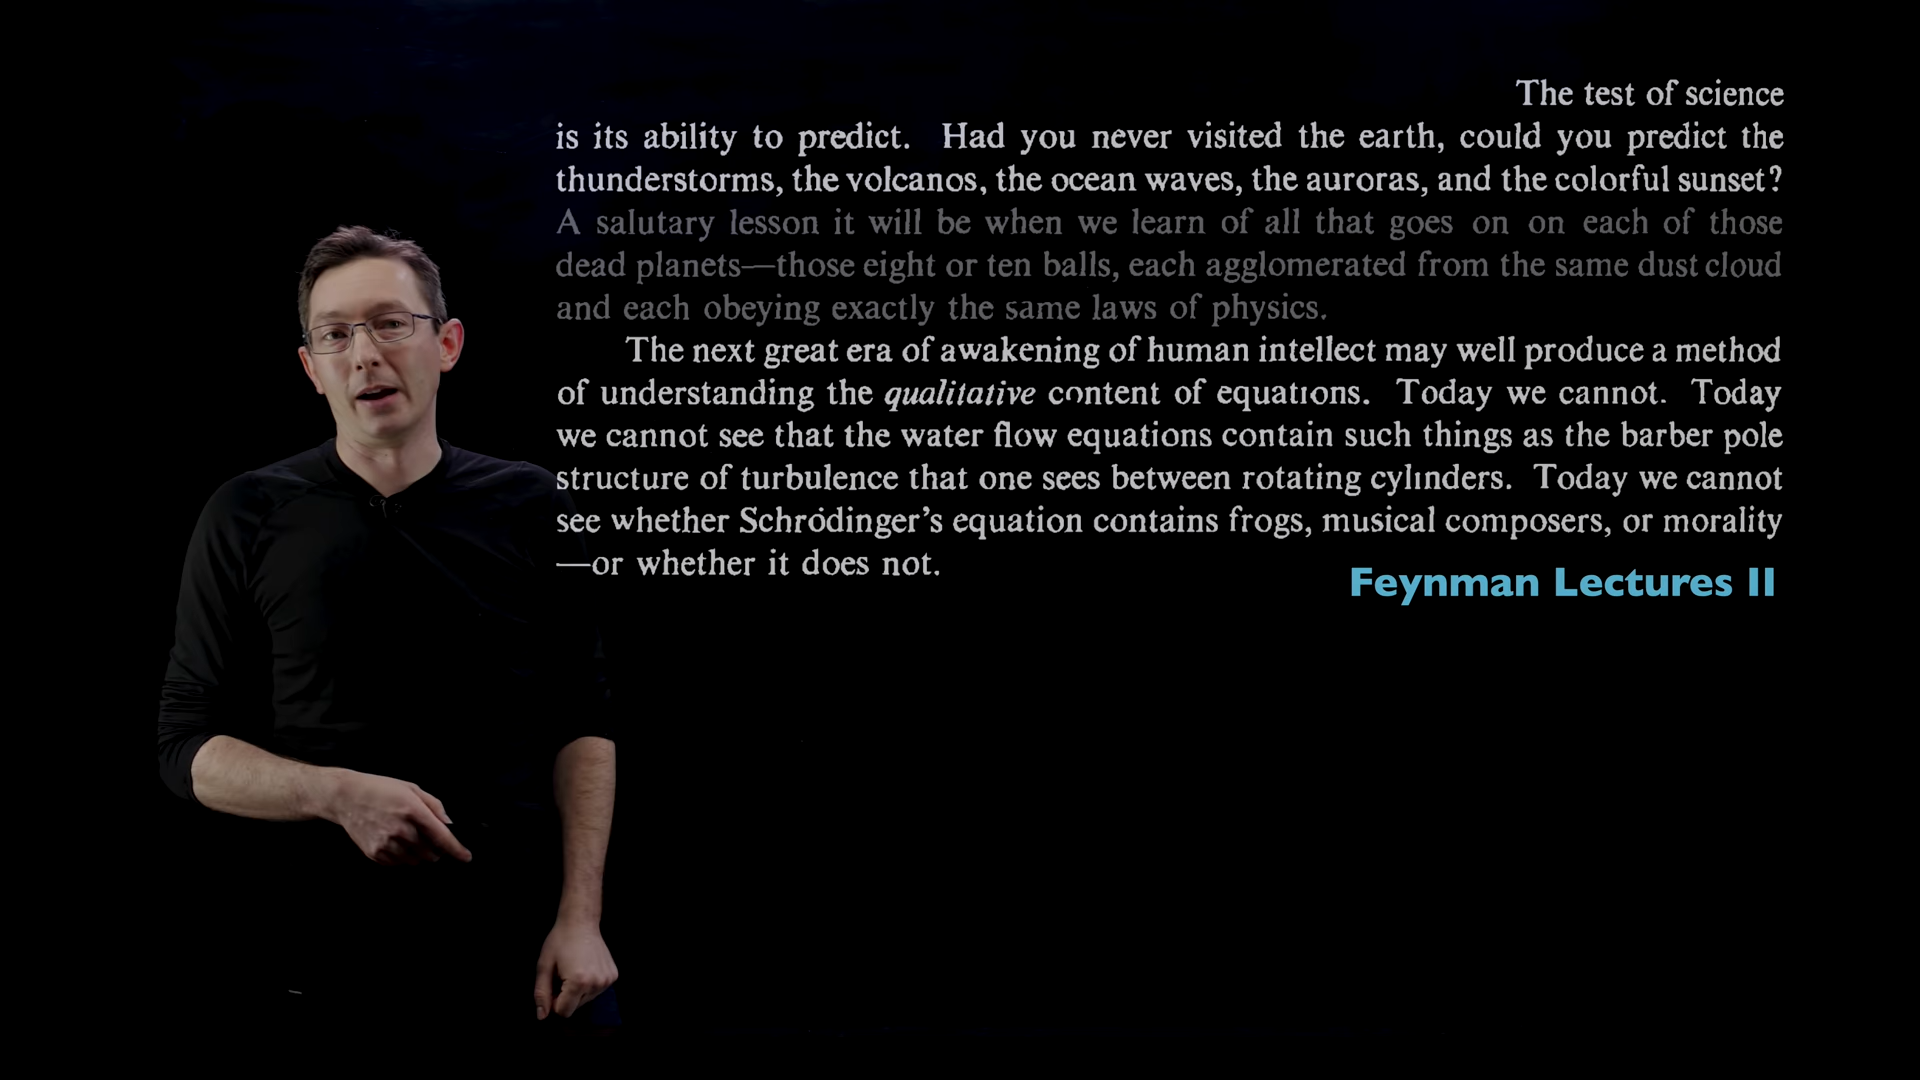 The test of science
is its ability to predict. Had you never visited the earth, could you predict the
thunderstorms, the volcanos, the ocean waves, the auroras, and the colorful sunset?
A salutary lesson it will be when we learn of all that goes on on each of those
dead planets—those eight or ten balls, each agglomerated from the same dust cloud
and each obeying exactly the same laws of physics.
The next great era of awakening of human intellect may well produce a method
of understanding the qualitative content of equations. Today we cannot. Today
we cannot see that the water flow equations contain such things as the barber pole
structure of turbulence that one sees between rotating cylinders. Today we cannot
see whether Schrödinger's equation contains frogs, musical composers, or morality
—or whether it does not.
Feynman Lectures II